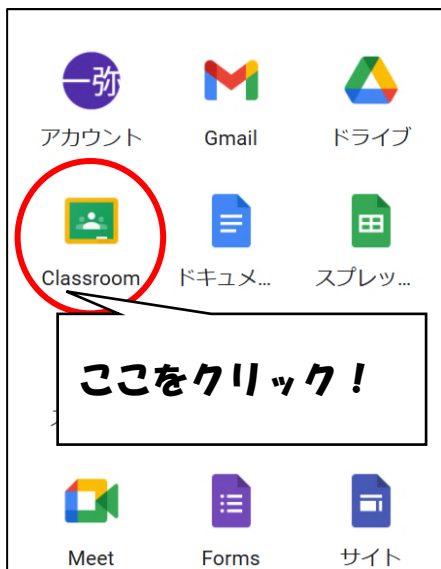 一弥
アカウント Gmail ドライブ
Classroom ドキュメ... スプレッ...
ここをクリック！
Meet Forms サイト